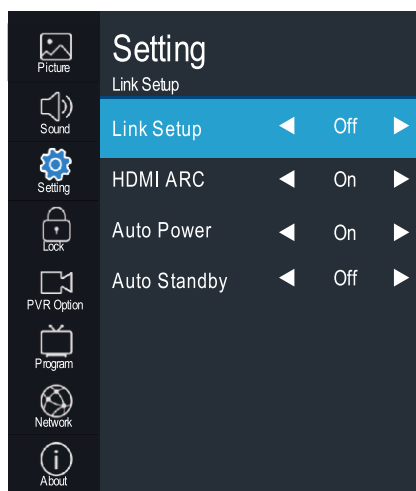 Picture
Sound
Setting
Lock
PVR Option
Program
Network
About
Setting
Link Setup
Link Setup Off
HDMI ARC On
Auto Power On
Auto Standby Off